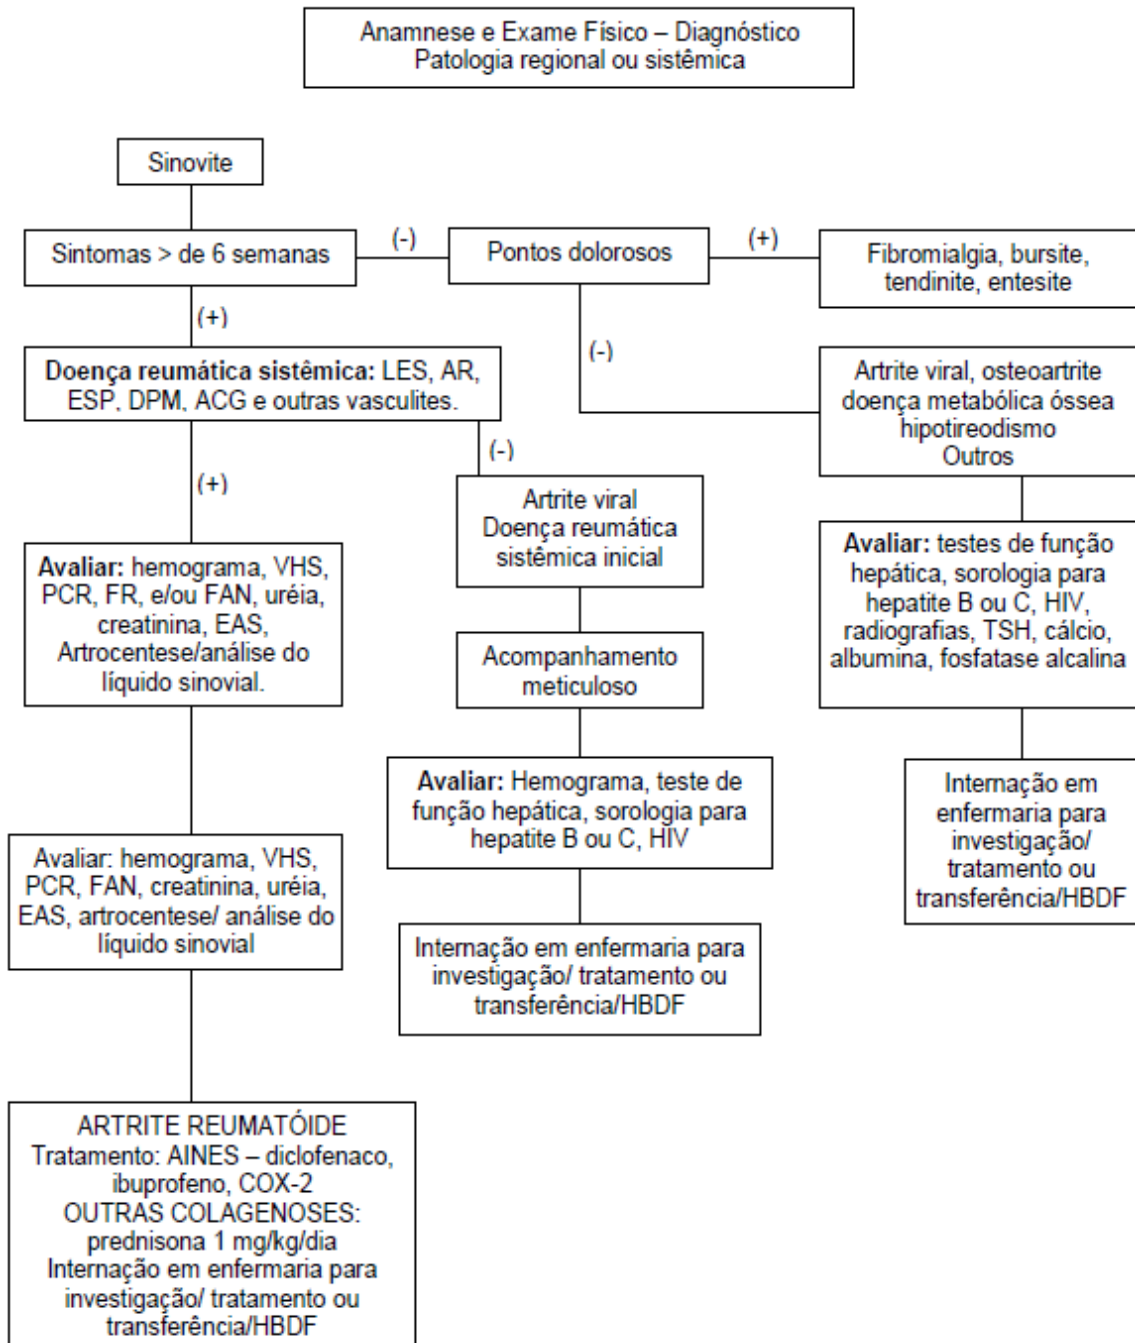 Anamnese e Exame Físico – Diagnóstico
Patologia regional ou sistêmica
Sinovite
Sintomas > de 6 semanas
(-)
Pontos dolorosos
(+)
Fibromialgia, bursite,
tendinite, entesite
(+)
(-)
Doença reumática sistêmica: LES, AR,
ESP, DPM, ACG e outras vasculites.
Artrite viral, osteoartrite
doença metabólica óssea
hipotireodismo
Outros
(+)
(-)
Artrite viral
Doença reumática
sistêmica inicial
Avaliar: hemograma, VHS,
PCR, FR, e/ou FAN, uréia,
creatinina, EAS,
Artrocentese/análise do
líquido sinovial.
Avaliar: testes de função
hepática, sorologia para
hepatite B ou C, HIV,
radiografias, TSH, cálcio,
albumina, fosfatase alcalina
Acompanhamento
meticuloso
Avaliar: Hemograma, teste de
função hepática, sorologia para
hepatite B ou C, HIV
Internação em
enfermaria para
investigação/
tratamento ou
transferência/HBDF
Avaliar: hemograma, VHS,
PCR, FAN, creatinina, uréia,
EAS, artrocentese/ análise do
líquido sinovial
Internação em enfermaria para
investigação/ tratamento ou
transferência/HBDF
ARTRITE REUMATÓIDE
Tratamento: AINES – diclofenaco,
ibuprofeno, COX-2
OUTRAS COLAGENOSES:
prednisona 1 mg/kg/dia
Internação em enfermaria para
investigação/ tratamento ou
transferência/HBDF